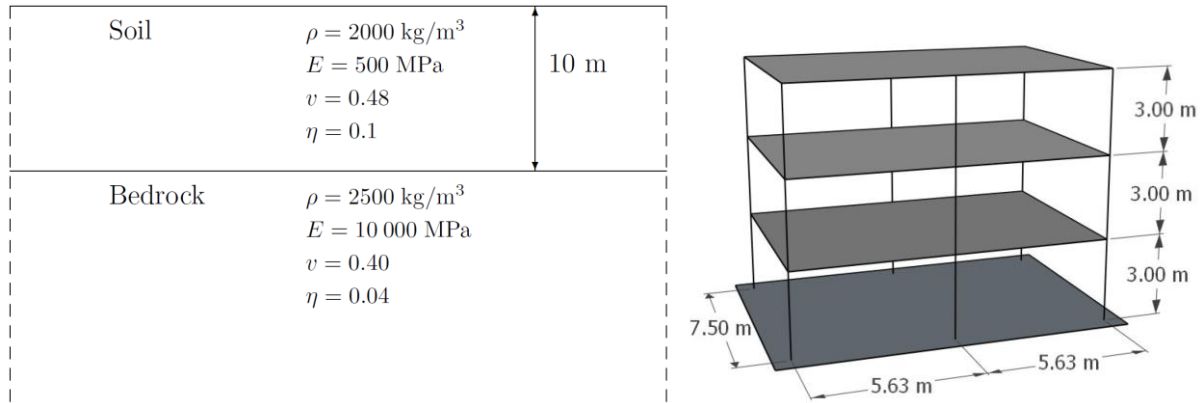 Soil
ρ = 2000 kg/m³
E = 500 MPa
v = 0.48
η = 0.1
10 m
Bedrock
ρ = 2500 kg/m³
E = 10 000 MPa
v = 0.40
η = 0.04
3.00 m
3.00 m
3.00 m
7.50 m
5.63 m
5.63 m